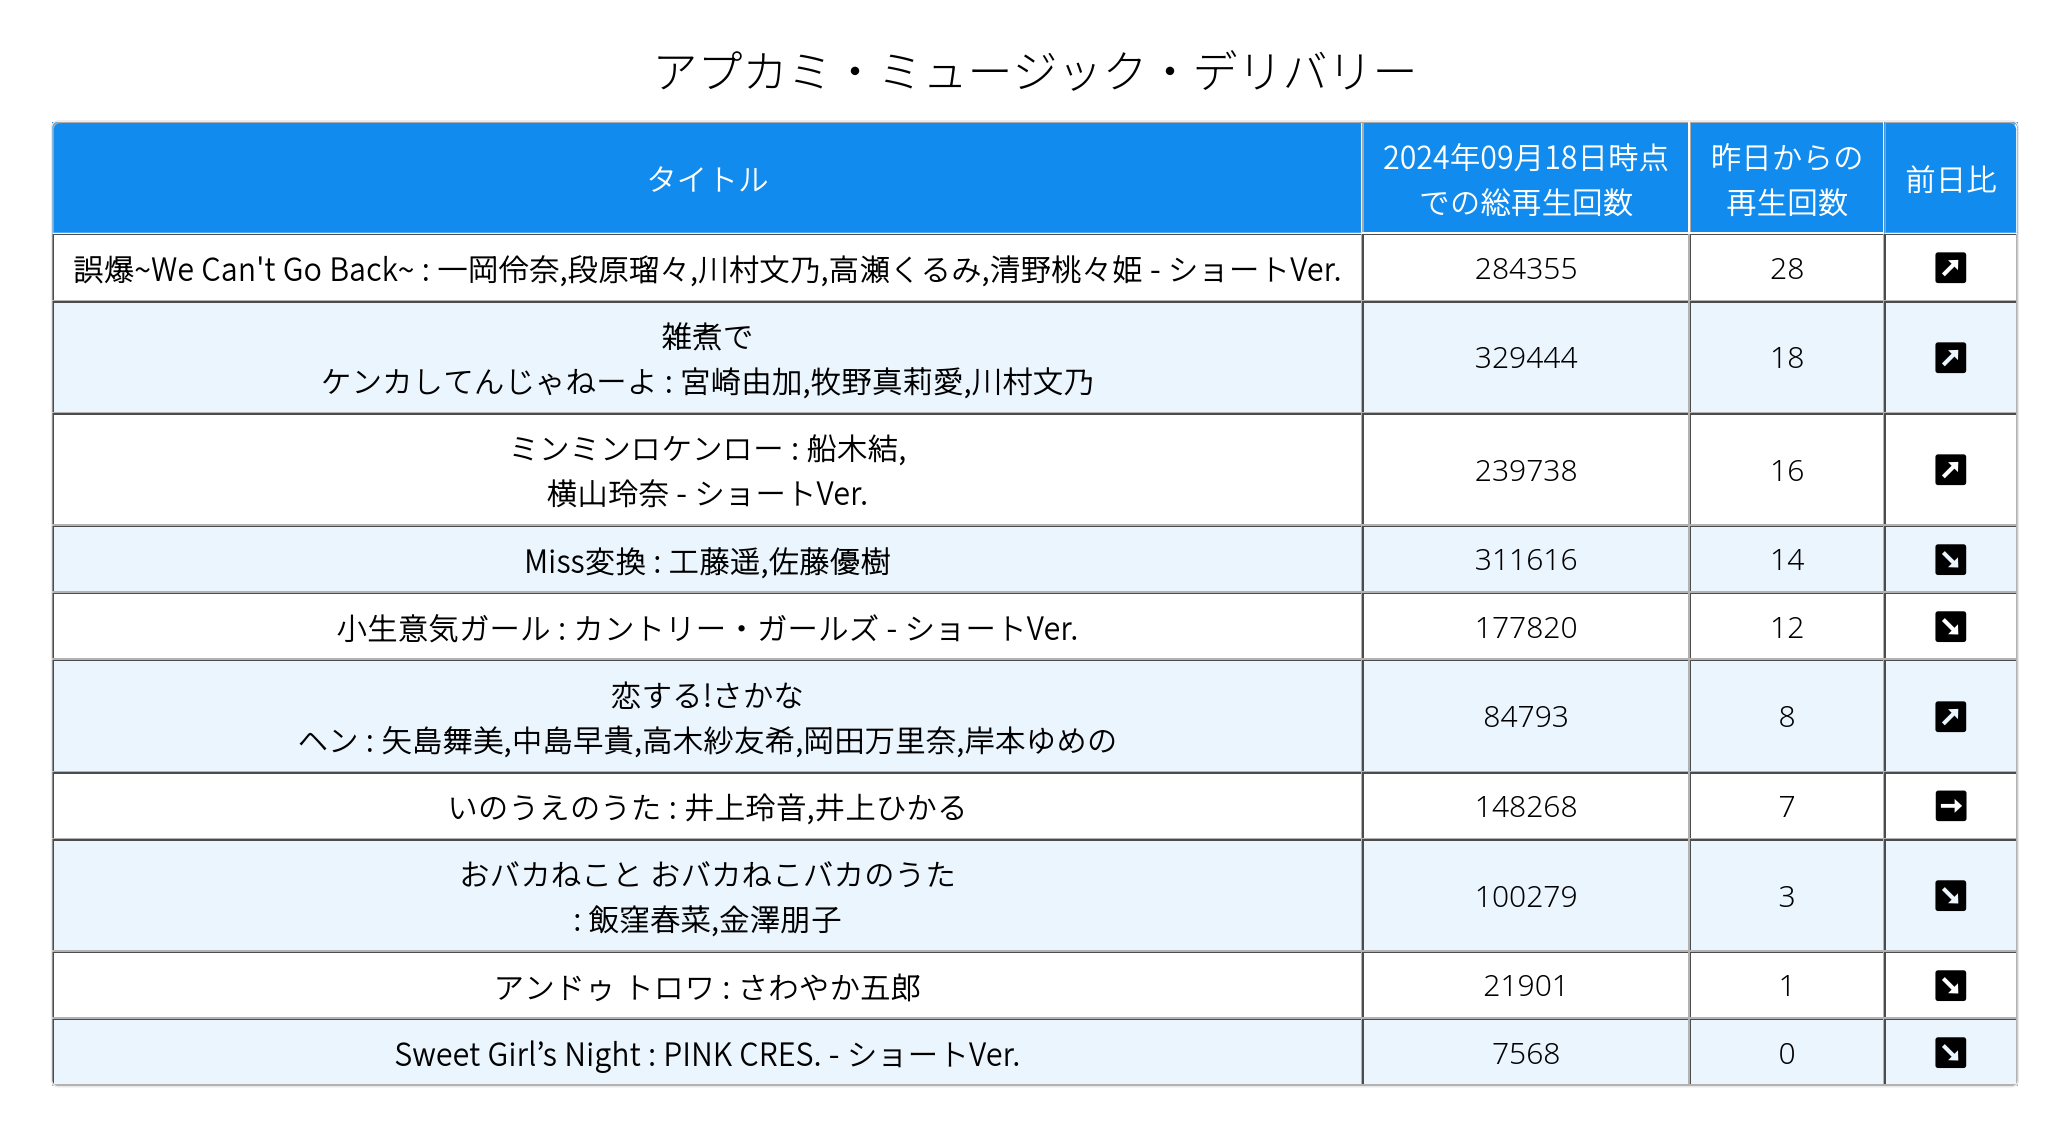 アプカミ・ミュージック・デリバリー
タイトル
2024年09月18日時点
での総再生回数
昨日からの
再生回数
前日比
誤爆~We Can't Go Back~ : 一岡伶奈,段原瑠々,川村文乃,高瀬くるみ,清野桃々姫 - ショートVer.
284355
28
雑煮で
ケンカしてんじゃねーよ : 宮崎由加,牧野真莉愛,川村文乃
329444
18
ミンミンロケンロー : 船木結,
横山玲奈 - ショートVer.
239738
16
Miss変換 : 工藤遥,佐藤優樹
311616
14
小生意気ガール : カントリー・ガールズ - ショートVer.
177820
12
恋する!さかな
ヘン : 矢島舞美,中島早貴,高木紗友希,岡田万里奈,岸本ゆめの
84793
8
いのうえのうた : 井上玲音,井上ひかる
148268
7
おバカねこと おバカねこバカのうた
: 飯窪春菜,金澤朋子
100279
3
アンドゥ トロワ : さわやか五郎
21901
1
Sweet Girl’s Night : PINK CRES. - ショートVer.
7568
0